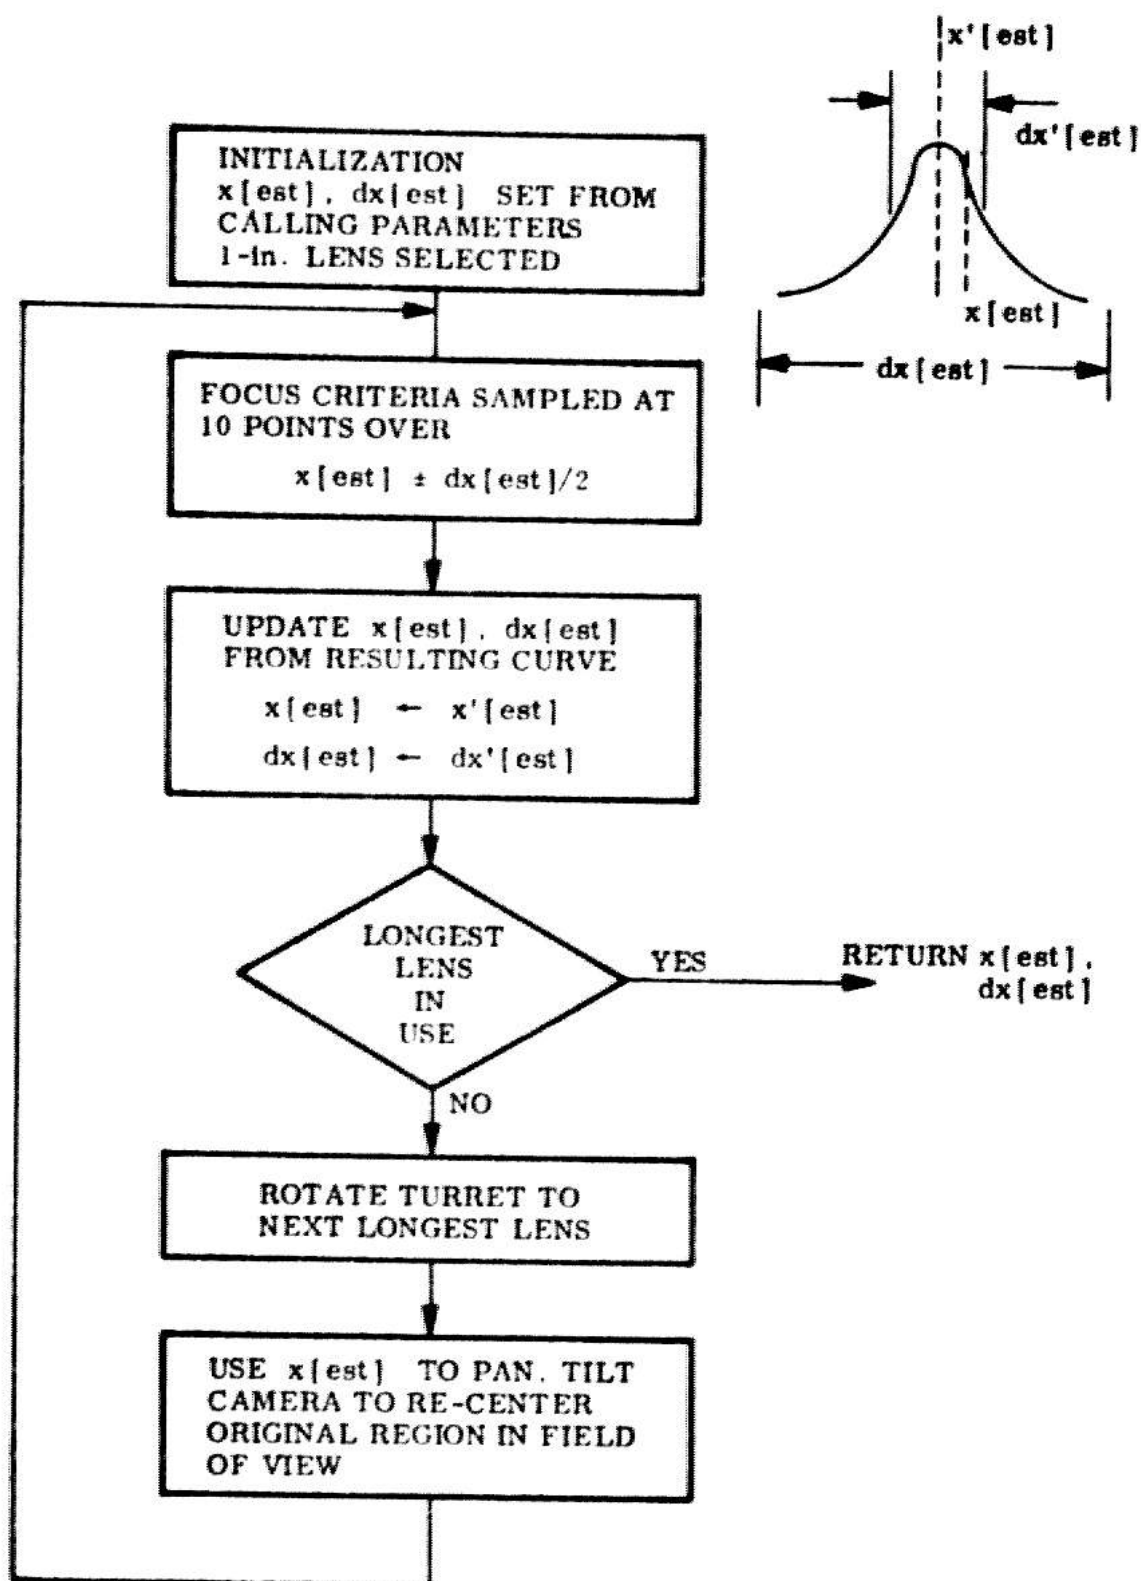 INITIALIZATION
x[est], dx[est] SET FROM
CALLING PARAMETERS
1-in. LENS SELECTED
x'[est]
dx'[est]
x[est]
dx[est]
FOCUS CRITERIA SAMPLED AT
10 POINTS OVER
x[est] ± dx[est]/2
UPDATE x[est], dx[est]
FROM RESULTING CURVE
x[est] ← x'[est]
dx[est] ← dx'[est]
LONGEST
LENS
IN
USE
YES
RETURN x[est],
dx[est]
NO
ROTATE TURRET TO
NEXT LONGEST LENS
USE x[est] TO PAN, TILT
CAMERA TO RE-CENTER
ORIGINAL REGION IN FIELD
OF VIEW